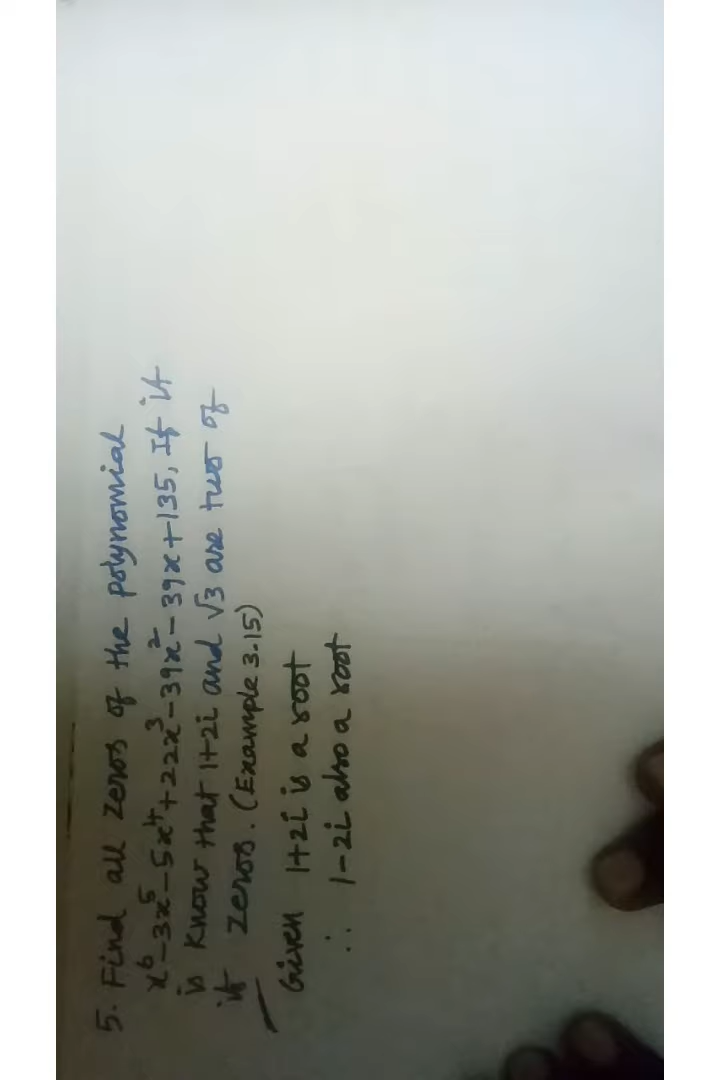 5. Find all zeros of the polynomial
x⁶-3x⁵-5x⁴+22x³-39x²-39x+135, If it
is know that 1+2i and √3 are two of
its zeros. (Example 3.15)
Given 1+2i is a root
∴ 1-2i also a root